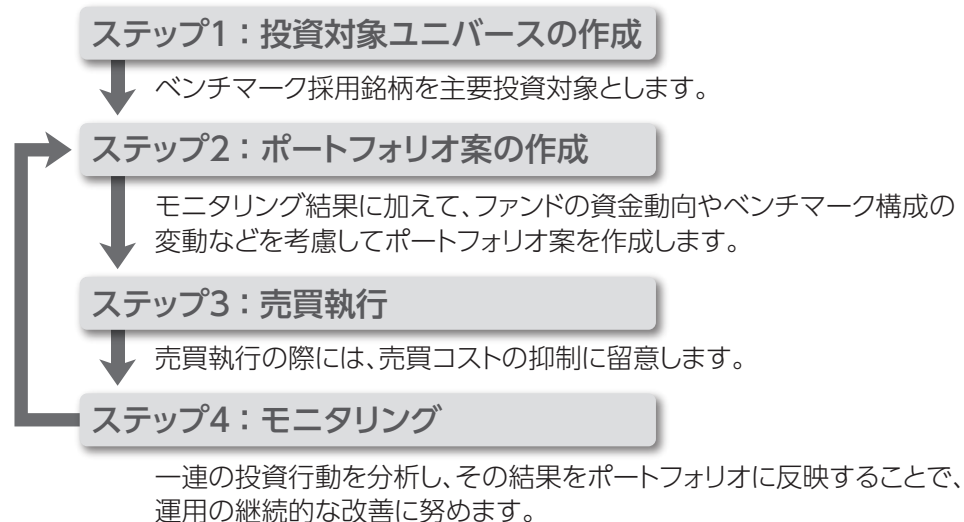 ステップ1：投資対象ユニバースの作成
ベンチマーク採用銘柄を主要投資対象とします。
ステップ2：ポートフォリオ案の作成
モニタリング結果に加えて、ファンドの資金動向やベンチマーク構成の
変動などを考慮してポートフォリオ案を作成します。
ステップ3：売買執行
売買執行の際には、売買コストの抑制に留意します。
ステップ4：モニタリング
一連の投資行動を分析し、その結果をポートフォリオに反映することで、
運用の継続的な改善に努めます。